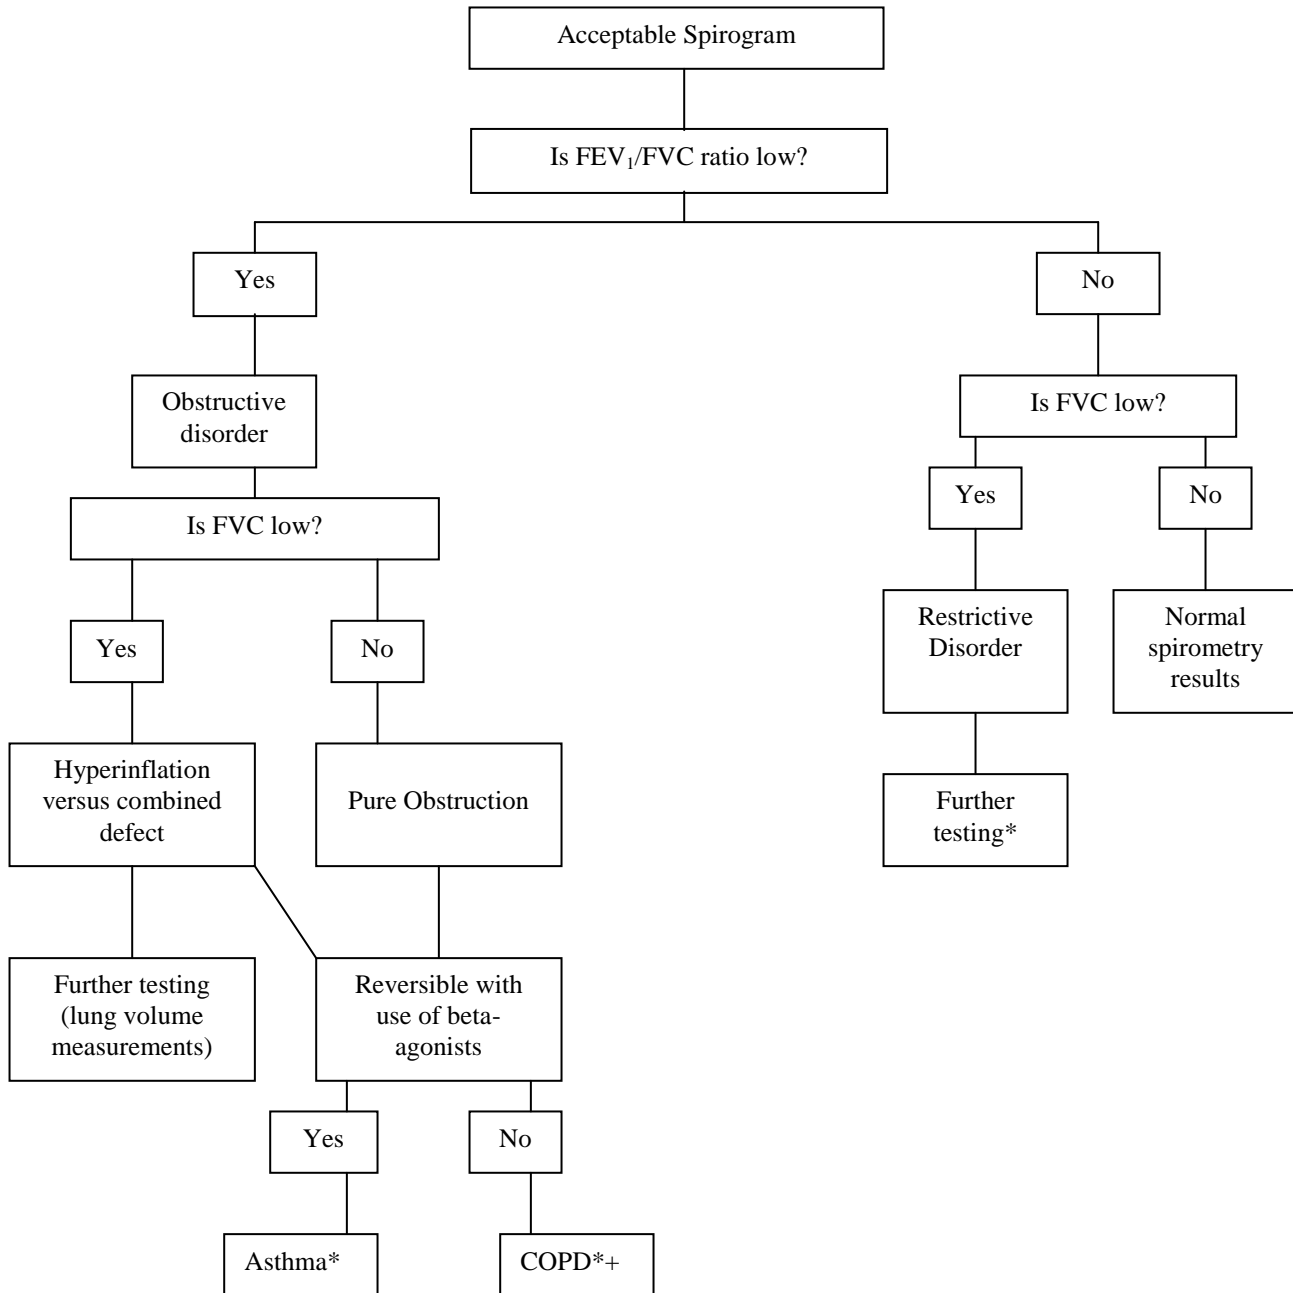 Acceptable Spirogram
Is FEV₁/FVC ratio low?
Yes
No
Obstructive
disorder
Is FVC low?
Is FVC low?
Yes
No
Yes
No
Restrictive
Disorder
Normal
spirometry
results
Hyperinflation
versus combined
defect
Pure Obstruction
Further
testing*
Further testing
(lung volume
measurements)
Reversible with
use of beta-
agonists
Yes
No
Asthma*
COPD*+